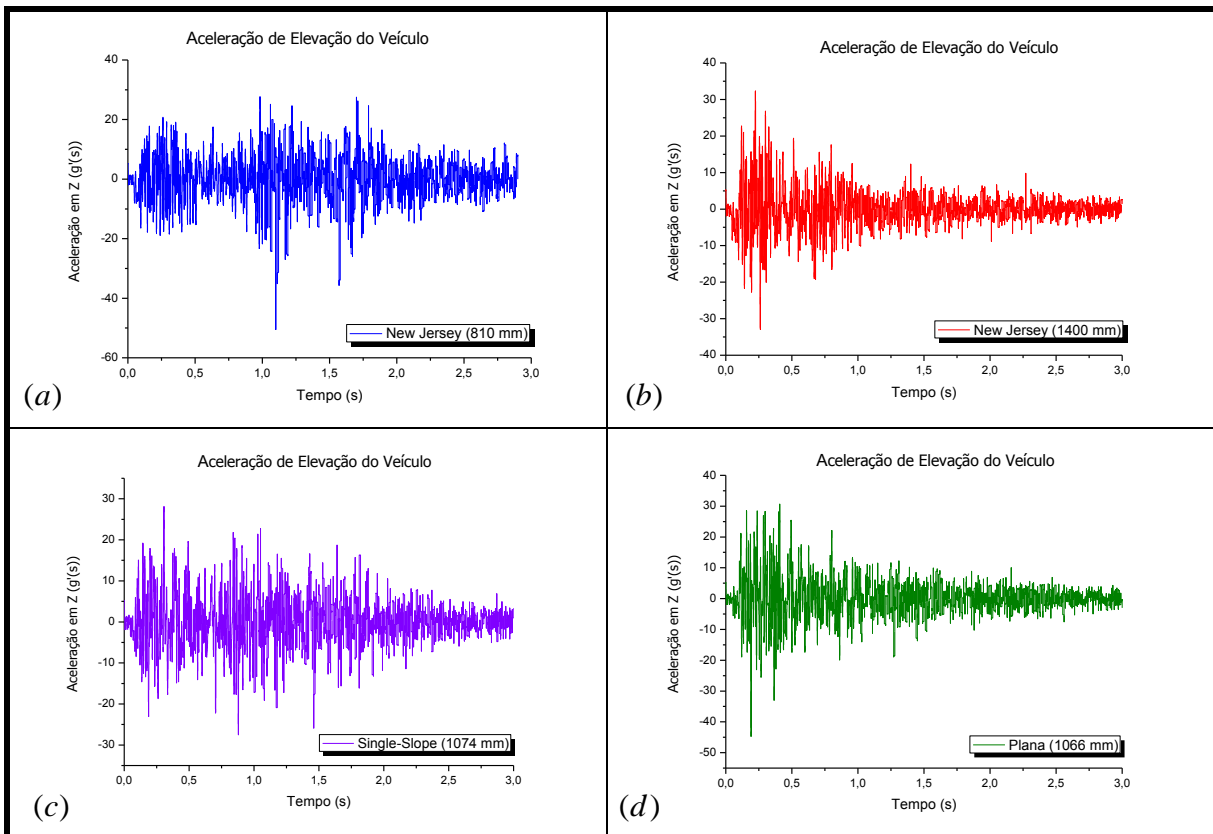 Aceleração de Elevação do Veículo
40
20
0
-20
-40
-60
Aceleração em Z (g'(s))
New Jersey (810 mm)
0,0 0,5 1,0 1,5 2,0 2,5 3,0
Tempo (s)
(a)
Aceleração de Elevação do Veículo
40
30
20
10
0
-10
-20
-30
-40
Aceleração em Z (g'(s))
New Jersey (1400 mm)
0,0 0,5 1,0 1,5 2,0 2,5 3,0
Tempo (s)
(b)
Aceleração de Elevação do Veículo
30
20
10
0
-10
-20
-30
Aceleração em Z (g'(s))
Single-Slope (1074 mm)
0,0 0,5 1,0 1,5 2,0 2,5 3,0
Tempo (s)
(c)
Aceleração de Elevação do Veículo
40
30
20
10
0
-10
-20
-30
-40
-50
Aceleração em Z (g'(s))
Plana (1066 mm)
0,0 0,5 1,0 1,5 2,0 2,5 3,0
Tempo (s)
(d)